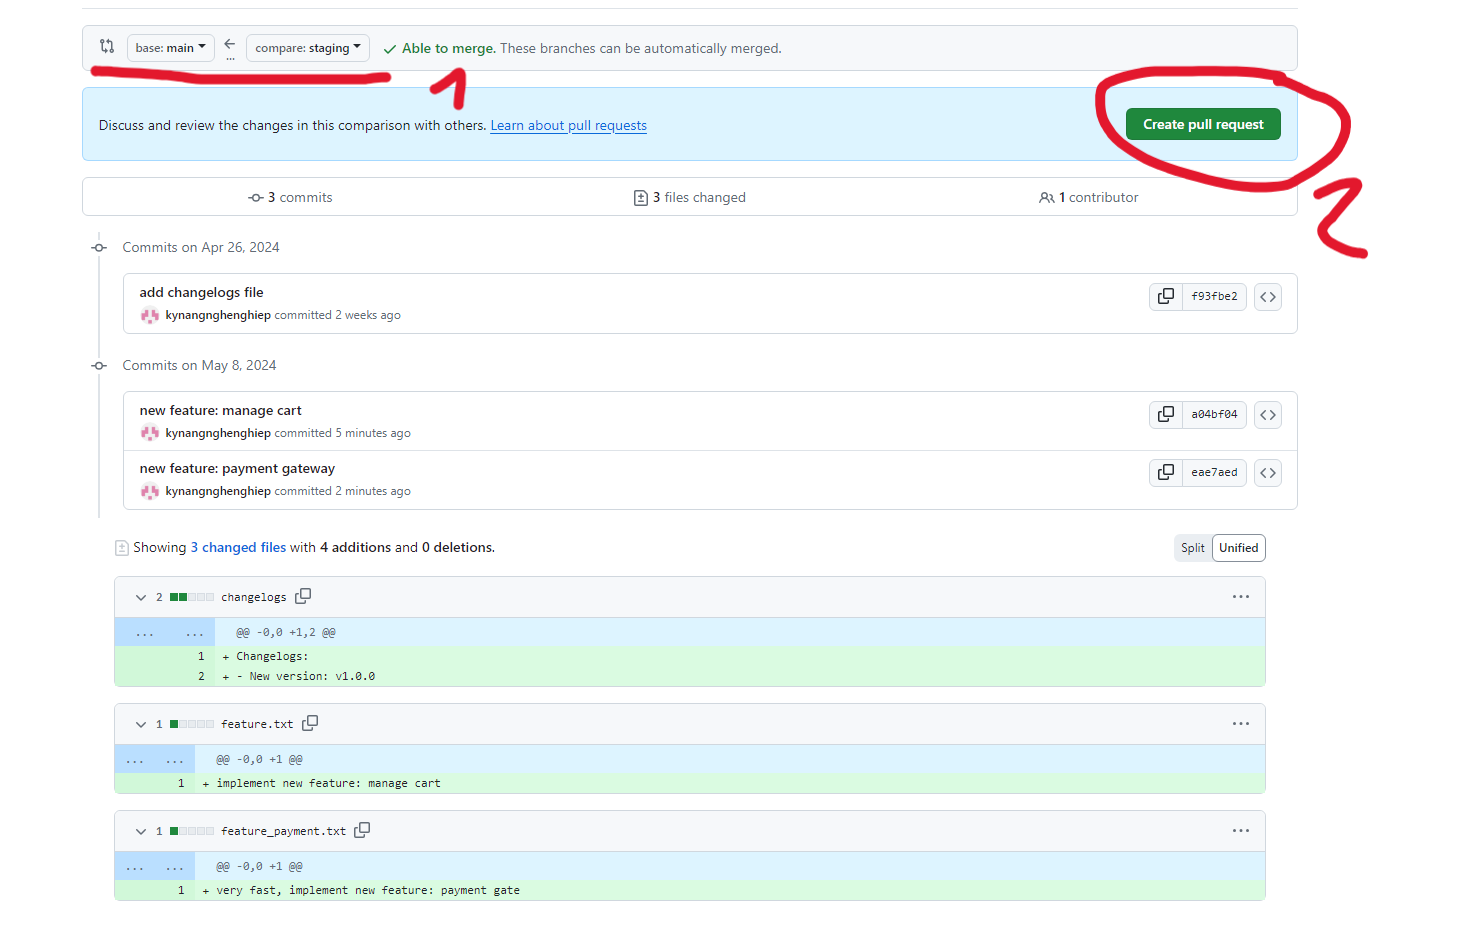 base: main ← ... compare: staging ✓ Able to merge. These branches can be automatically merged.
1
Discuss and review the changes in this comparison with others. Learn about pull requests
Create pull request
2
3 commits
3 files changed
1 contributor
Commits on Apr 26, 2024
add changelogs file
kynangnghenghiep committed 2 weeks ago
f93fbe2
Commits on May 8, 2024
new feature: manage cart
kynangnghenghiep committed 5 minutes ago
a04bf04
new feature: payment gateway
kynangnghenghiep committed 2 minutes ago
eae7aed
Showing 3 changed files with 4 additions and 0 deletions.
Split Unified
2 changelogs
... ... @@ -0,0 +1,2 @@
1 + Changelogs:
2 + - New version: v1.0.0
1 feature.txt
... ... @@ -0,0 +1 @@
1 + implement new feature: manage cart
1 feature_payment.txt
... ... @@ -0,0 +1 @@
1 + very fast, implement new feature: payment gate